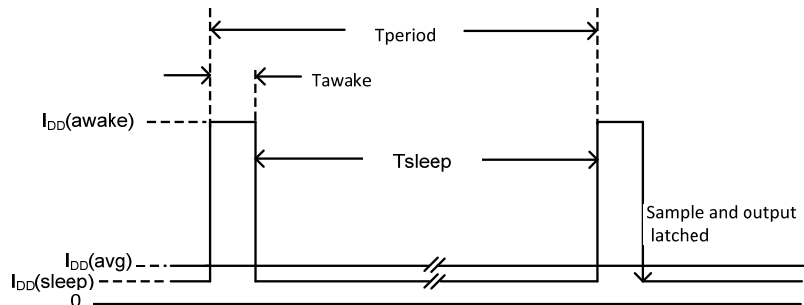 Tperiod
Tawake
IDD(awake)
Tsleep
Sample and output
latched
IDD(avg)
IDD(sleep)
0